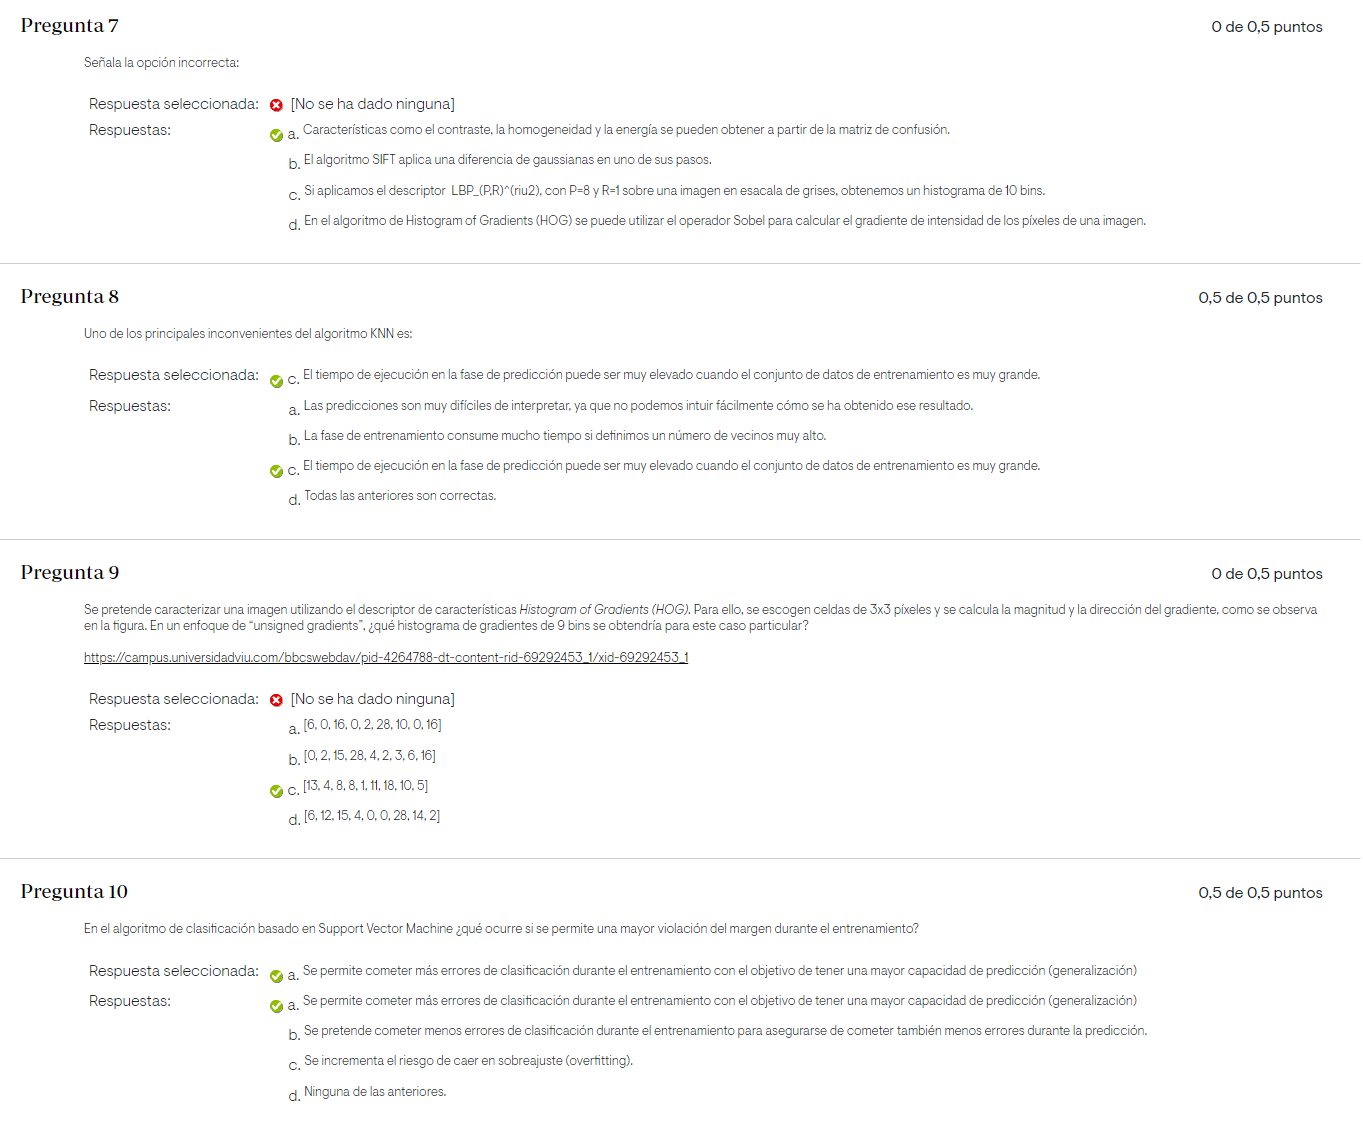 Pregunta 7
0 de 0,5 puntos
Señala la opción incorrecta:
Respuesta seleccionada: [No se ha dado ninguna]
Respuestas: a. Características como el contraste, la homogeneidad y la energía se pueden obtener a partir de la matriz de confusión.
b. El algoritmo SIFT aplica una diferencia de gaussianas en uno de sus pasos.
c. Si aplicamos el descriptor LBP_(P,R)^(riu2), con P=8 y R=1 sobre una imagen en esacala de grises, obtenemos un histograma de 10 bins.
d. En el algoritmo de Histogram of Gradients (HOG) se puede utilizar el operador Sobel para calcular el gradiente de intensidad de los píxeles de una imagen.
Pregunta 8
0,5 de 0,5 puntos
Uno de los principales inconvenientes del algoritmo KNN es:
Respuesta seleccionada: c. El tiempo de ejecución en la fase de predicción puede ser muy elevado cuando el conjunto de datos de entrenamiento es muy grande.
Respuestas: a. Las predicciones son muy difíciles de interpretar, ya que no podemos intuir fácilmente cómo se ha obtenido ese resultado.
b. La fase de entrenamiento consume mucho tiempo si definimos un número de vecinos muy alto.
c. El tiempo de ejecución en la fase de predicción puede ser muy elevado cuando el conjunto de datos de entrenamiento es muy grande.
d. Todas las anteriores son correctas.
Pregunta 9
0 de 0,5 puntos
Se pretende caracterizar una imagen utilizando el descriptor de características Histogram of Gradients (HOG). Para ello, se escogen celdas de 3x3 píxeles y se calcula la magnitud y la dirección del gradiente, como se observa
en la figura. En un enfoque de "unsigned gradients", ¿qué histograma de gradientes de 9 bins se obtendría para este caso particular?
https://campus.universidadviu.com/bbcswebdav/pid-4264788-dt-content-rid-69292453_1/xid-69292453_1
Respuesta seleccionada: [No se ha dado ninguna]
Respuestas: a. [6, 0, 16, 0, 2, 28, 10, 0, 16]
b. [0, 2, 15, 28, 4, 2, 3, 6, 16]
c. [13, 4, 8, 8, 1, 11, 18, 10, 5]
d. [6, 12, 15, 4, 0, 0, 28, 14, 2]
Pregunta 10
0,5 de 0,5 puntos
En el algoritmo de clasificación basado en Support Vector Machine ¿qué ocurre si se permite una mayor violación del margen durante el entrenamiento?
Respuesta seleccionada: a. Se permite cometer más errores de clasificación durante el entrenamiento con el objetivo de tener una mayor capacidad de predicción (generalización)
Respuestas: a. Se permite cometer más errores de clasificación durante el entrenamiento con el objetivo de tener una mayor capacidad de predicción (generalización)
b. Se pretende cometer menos errores de clasificación durante el entrenamiento para asegurarse de cometer también menos errores durante la predicción.
c. Se incrementa el riesgo de caer en sobreajuste (overfitting).
d. Ninguna de las anteriores.